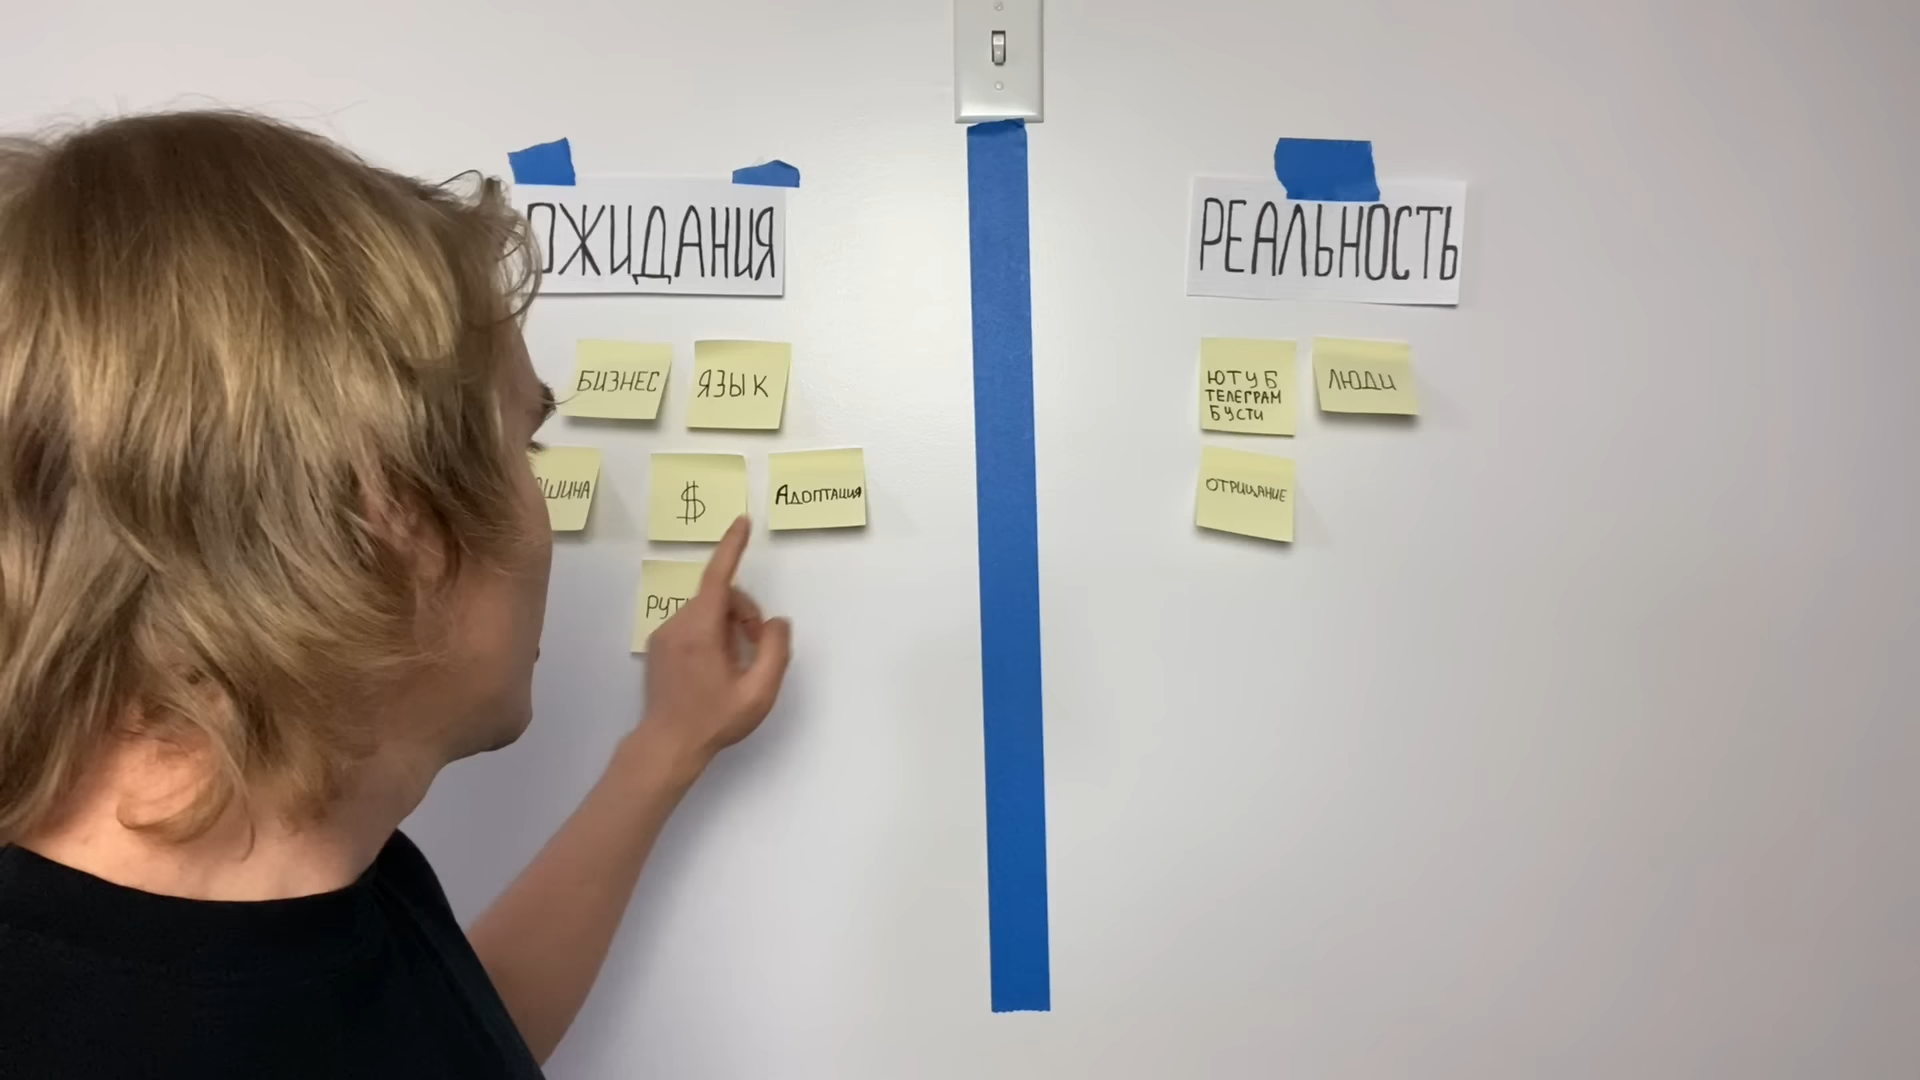 ОЖИДАНИЯ
БИЗНЕС
ЯЗЫК
$
АДОПТАЦИЯ
РЕАЛЬНОСТЬ
ЮТУБ
ТЕЛЕГРАМ
БУСТИ
ЛЮДИ
ОТРИЦАНИЕ